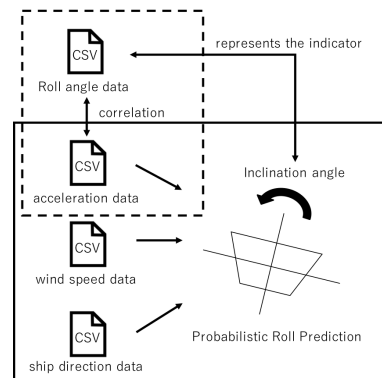 represents the indicator
CSV
Roll angle data
correlation
CSV
acceleration data
Inclination angle
CSV
wind speed data
CSV
ship direction data
Probabilistic Roll Prediction